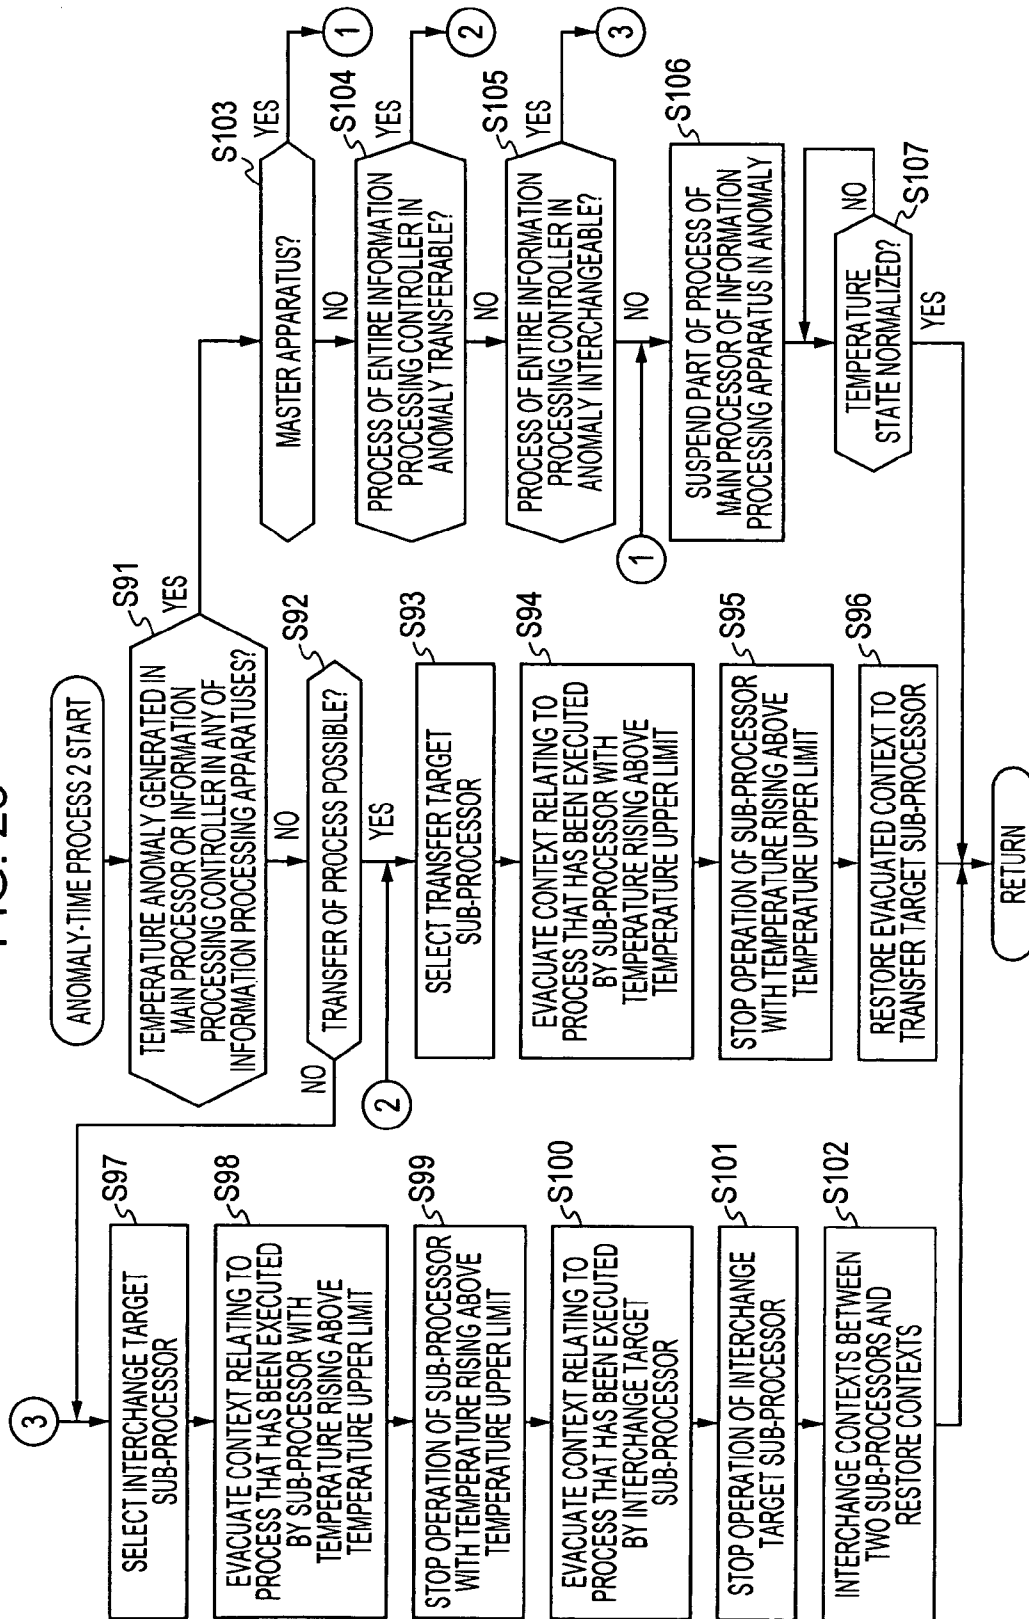 ANOMALY-TIME PROCESS 2 START
S91
TEMPERATURE ANOMALY GENERATED IN
MAIN PROCESSOR OR INFORMATION
PROCESSING CONTROLLER IN ANY OF
INFORMATION PROCESSING APPARATUSES?
YES
NO
S92
TRANSFER OF PROCESS POSSIBLE?
NO
YES
2
S93
SELECT TRANSFER TARGET
SUB-PROCESSOR
S94
EVACUATE CONTEXT RELATING TO
PROCESS THAT HAS BEEN EXECUTED
BY SUB-PROCESSOR WITH
TEMPERATURE RISING ABOVE
TEMPERATURE UPPER LIMIT
S95
STOP OPERATION OF SUB-PROCESSOR
WITH TEMPERATURE RISING ABOVE
TEMPERATURE UPPER LIMIT
S96
RESTORE EVACUATED CONTEXT TO
TRANSFER TARGET SUB-PROCESSOR
RETURN
3
S97
SELECT INTERCHANGE TARGET
SUB-PROCESSOR
S98
EVACUATE CONTEXT RELATING TO
PROCESS THAT HAS BEEN EXECUTED
BY SUB-PROCESSOR WITH
TEMPERATURE RISING ABOVE
TEMPERATURE UPPER LIMIT
S99
STOP OPERATION OF SUB-PROCESSOR
WITH TEMPERATURE RISING ABOVE
TEMPERATURE UPPER LIMIT
S100
EVACUATE CONTEXT RELATING TO
PROCESS THAT HAS BEEN EXECUTED
BY INTERCHANGE TARGET
SUB-PROCESSOR
S101
STOP OPERATION OF INTERCHANGE
TARGET SUB-PROCESSOR
S102
INTERCHANGE CONTEXTS BETWEEN
TWO SUB-PROCESSORS AND
RESTORE CONTEXTS
S103
MASTER APPARATUS?
YES
1
NO
S104
PROCESS OF ENTIRE INFORMATION
PROCESSING CONTROLLER IN
ANOMALY TRANSFERABLE?
YES
2
NO
S105
PROCESS OF ENTIRE INFORMATION
PROCESSING CONTROLLER IN
ANOMALY INTERCHANGEABLE?
YES
3
NO
1
S106
SUSPEND PART OF PROCESS OF
MAIN PROCESSOR OF INFORMATION
PROCESSING APPARATUS IN ANOMALY
S107
TEMPERATURE
STATE NORMALIZED?
NO
YES